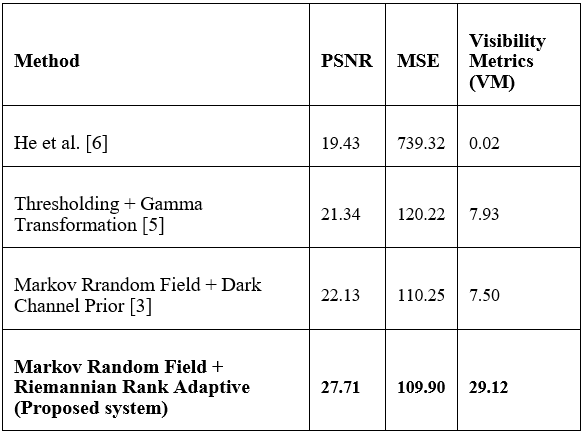 Method PSNR MSE Visibility
Metrics
(VM)
He et al. [6] 19.43 739.32 0.02
Thresholding + Gamma
Transformation [5] 21.34 120.22 7.93
Markov Rrandom Field + Dark
Channel Prior [3] 22.13 110.25 7.50
Markov Random Field +
Riemannian Rank Adaptive
(Proposed system) 27.71 109.90 29.12